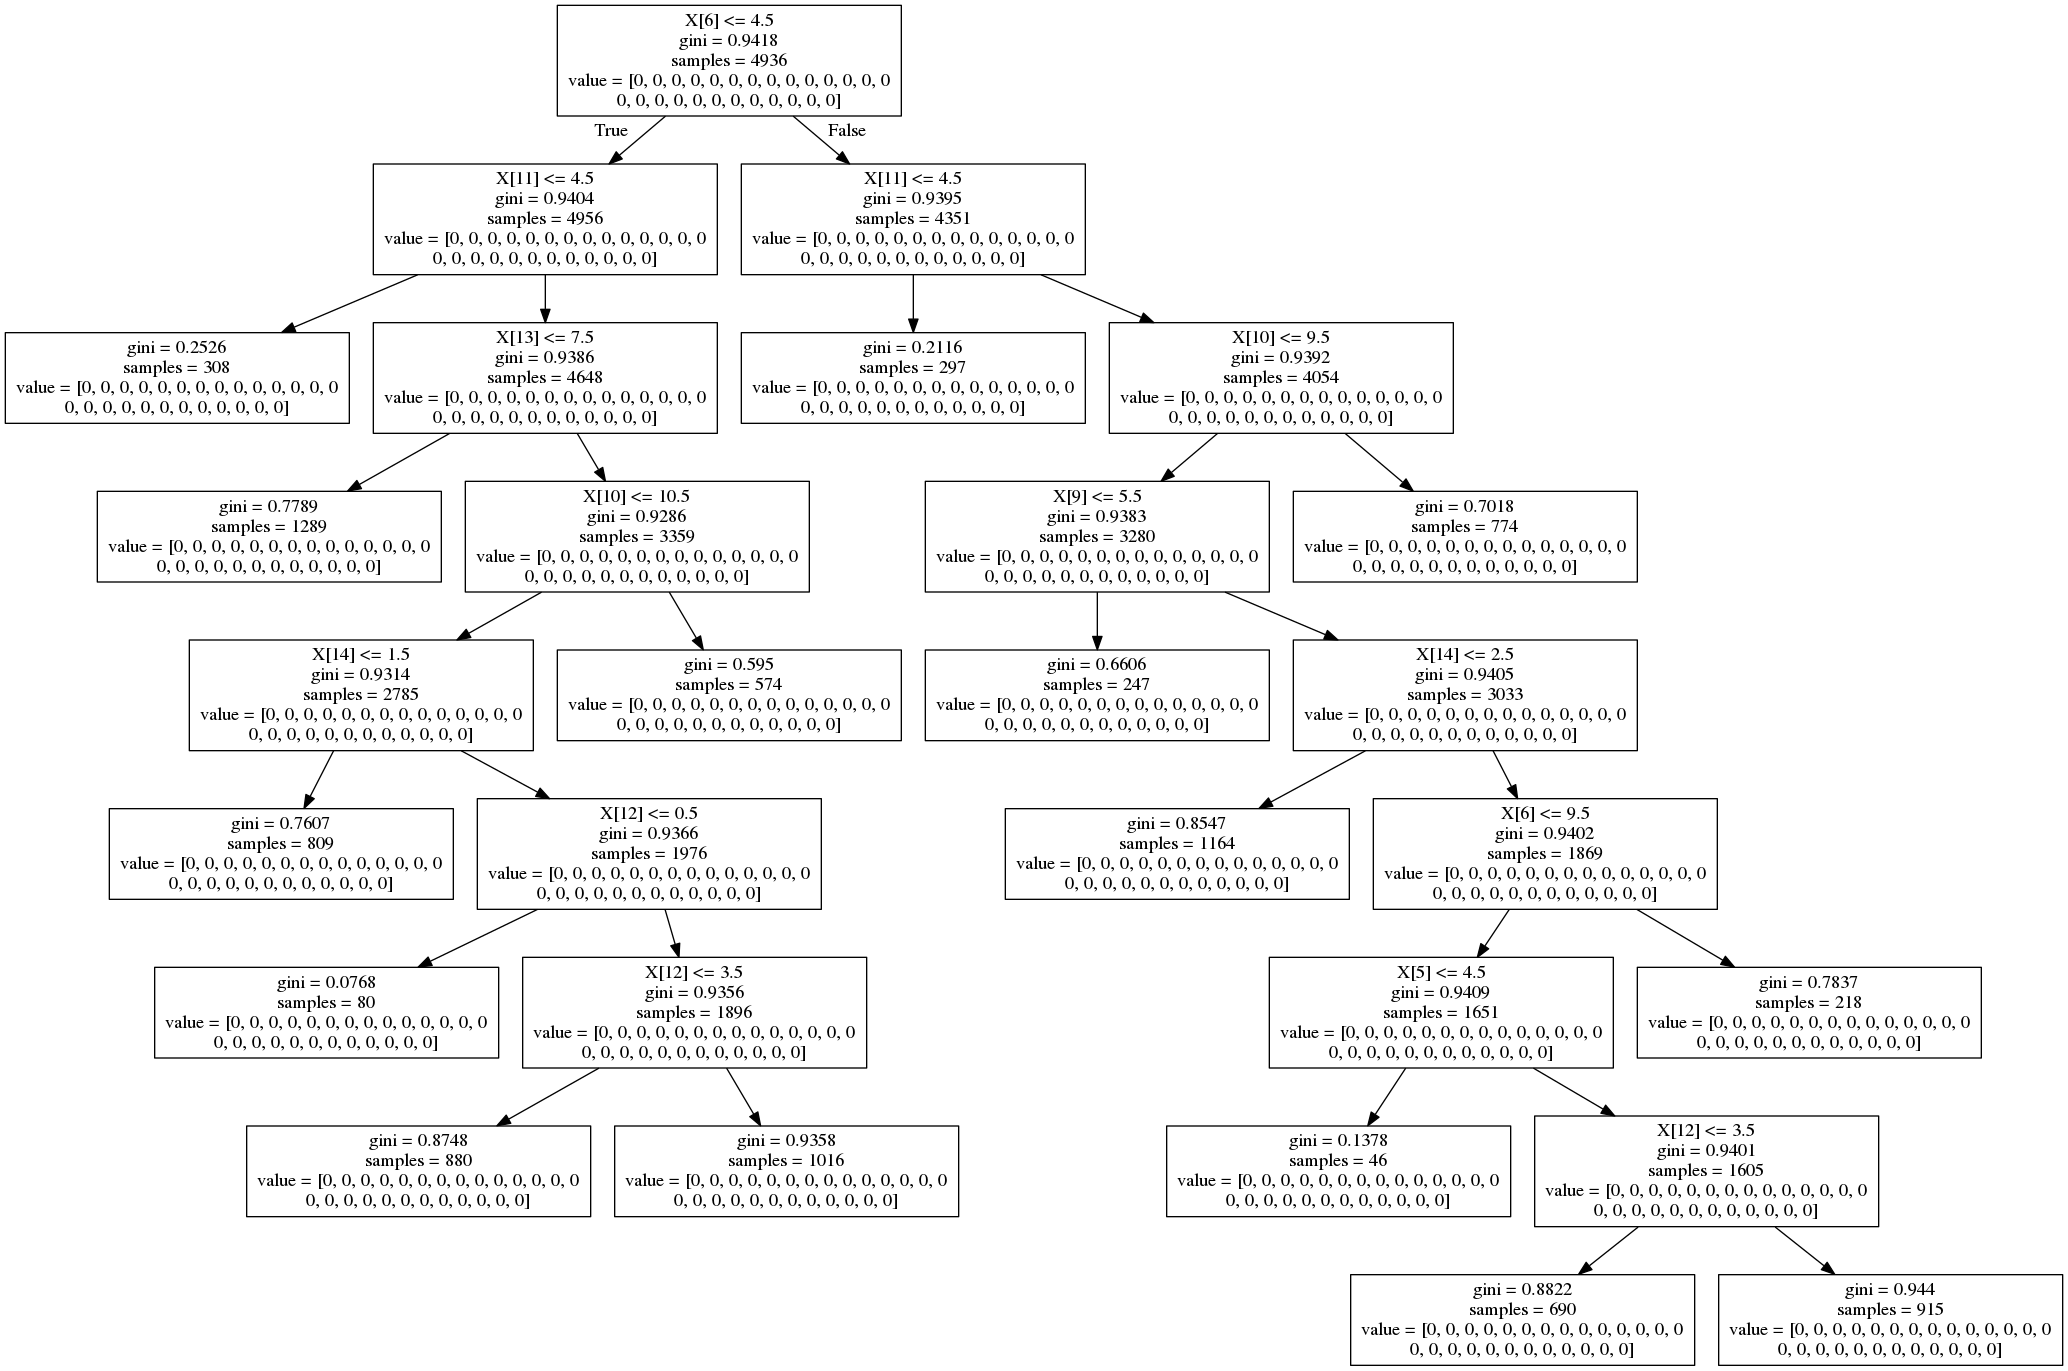 X[6] <= 4.5
gini = 0.9418
samples = 4936
value = [0, 0, 0, 0, 0, 0, 0, 0, 0, 0, 0, 0, 0, 0
0, 0, 0, 0, 0, 0, 0, 0, 0, 0, 0, 0]
True
False
X[11] <= 4.5
gini = 0.9404
samples = 4956
value = [0, 0, 0, 0, 0, 0, 0, 0, 0, 0, 0, 0, 0, 0
0, 0, 0, 0, 0, 0, 0, 0, 0, 0, 0, 0]
X[11] <= 4.5
gini = 0.9395
samples = 4351
value = [0, 0, 0, 0, 0, 0, 0, 0, 0, 0, 0, 0, 0, 0
0, 0, 0, 0, 0, 0, 0, 0, 0, 0, 0, 0]
gini = 0.2526
samples = 308
value = [0, 0, 0, 0, 0, 0, 0, 0, 0, 0, 0, 0, 0, 0
0, 0, 0, 0, 0, 0, 0, 0, 0, 0, 0, 0]
X[13] <= 7.5
gini = 0.9386
samples = 4648
value = [0, 0, 0, 0, 0, 0, 0, 0, 0, 0, 0, 0, 0, 0
0, 0, 0, 0, 0, 0, 0, 0, 0, 0, 0, 0]
gini = 0.2116
samples = 297
value = [0, 0, 0, 0, 0, 0, 0, 0, 0, 0, 0, 0, 0, 0
0, 0, 0, 0, 0, 0, 0, 0, 0, 0, 0, 0]
X[10] <= 9.5
gini = 0.9392
samples = 4054
value = [0, 0, 0, 0, 0, 0, 0, 0, 0, 0, 0, 0, 0, 0
0, 0, 0, 0, 0, 0, 0, 0, 0, 0, 0, 0]
gini = 0.7789
samples = 1289
value = [0, 0, 0, 0, 0, 0, 0, 0, 0, 0, 0, 0, 0, 0
0, 0, 0, 0, 0, 0, 0, 0, 0, 0, 0, 0]
X[10] <= 10.5
gini = 0.9286
samples = 3359
value = [0, 0, 0, 0, 0, 0, 0, 0, 0, 0, 0, 0, 0, 0
0, 0, 0, 0, 0, 0, 0, 0, 0, 0, 0, 0]
X[9] <= 5.5
gini = 0.9383
samples = 3280
value = [0, 0, 0, 0, 0, 0, 0, 0, 0, 0, 0, 0, 0, 0
0, 0, 0, 0, 0, 0, 0, 0, 0, 0, 0, 0]
gini = 0.7018
samples = 774
value = [0, 0, 0, 0, 0, 0, 0, 0, 0, 0, 0, 0, 0, 0
0, 0, 0, 0, 0, 0, 0, 0, 0, 0, 0, 0]
X[14] <= 1.5
gini = 0.9314
samples = 2785
value = [0, 0, 0, 0, 0, 0, 0, 0, 0, 0, 0, 0, 0, 0
0, 0, 0, 0, 0, 0, 0, 0, 0, 0, 0, 0]
gini = 0.595
samples = 574
value = [0, 0, 0, 0, 0, 0, 0, 0, 0, 0, 0, 0, 0, 0
0, 0, 0, 0, 0, 0, 0, 0, 0, 0, 0, 0]
gini = 0.6606
samples = 247
value = [0, 0, 0, 0, 0, 0, 0, 0, 0, 0, 0, 0, 0, 0
0, 0, 0, 0, 0, 0, 0, 0, 0, 0, 0, 0]
X[14] <= 2.5
gini = 0.9405
samples = 3033
value = [0, 0, 0, 0, 0, 0, 0, 0, 0, 0, 0, 0, 0, 0
0, 0, 0, 0, 0, 0, 0, 0, 0, 0, 0, 0]
gini = 0.7607
samples = 809
value = [0, 0, 0, 0, 0, 0, 0, 0, 0, 0, 0, 0, 0, 0
0, 0, 0, 0, 0, 0, 0, 0, 0, 0, 0, 0]
X[12] <= 0.5
gini = 0.9366
samples = 1976
value = [0, 0, 0, 0, 0, 0, 0, 0, 0, 0, 0, 0, 0, 0
0, 0, 0, 0, 0, 0, 0, 0, 0, 0, 0, 0]
gini = 0.8547
samples = 1164
value = [0, 0, 0, 0, 0, 0, 0, 0, 0, 0, 0, 0, 0, 0
0, 0, 0, 0, 0, 0, 0, 0, 0, 0, 0, 0]
X[6] <= 9.5
gini = 0.9402
samples = 1869
value = [0, 0, 0, 0, 0, 0, 0, 0, 0, 0, 0, 0, 0, 0
0, 0, 0, 0, 0, 0, 0, 0, 0, 0, 0, 0]
gini = 0.0768
samples = 80
value = [0, 0, 0, 0, 0, 0, 0, 0, 0, 0, 0, 0, 0, 0
0, 0, 0, 0, 0, 0, 0, 0, 0, 0, 0, 0]
X[12] <= 3.5
gini = 0.9356
samples = 1896
value = [0, 0, 0, 0, 0, 0, 0, 0, 0, 0, 0, 0, 0, 0
0, 0, 0, 0, 0, 0, 0, 0, 0, 0, 0, 0]
X[5] <= 4.5
gini = 0.9409
samples = 1651
value = [0, 0, 0, 0, 0, 0, 0, 0, 0, 0, 0, 0, 0, 0
0, 0, 0, 0, 0, 0, 0, 0, 0, 0, 0, 0]
gini = 0.7837
samples = 218
value = [0, 0, 0, 0, 0, 0, 0, 0, 0, 0, 0, 0, 0, 0
0, 0, 0, 0, 0, 0, 0, 0, 0, 0, 0, 0]
gini = 0.8748
samples = 880
value = [0, 0, 0, 0, 0, 0, 0, 0, 0, 0, 0, 0, 0, 0
0, 0, 0, 0, 0, 0, 0, 0, 0, 0, 0, 0]
gini = 0.9358
samples = 1016
value = [0, 0, 0, 0, 0, 0, 0, 0, 0, 0, 0, 0, 0, 0
0, 0, 0, 0, 0, 0, 0, 0, 0, 0, 0, 0]
gini = 0.1378
samples = 46
value = [0, 0, 0, 0, 0, 0, 0, 0, 0, 0, 0, 0, 0, 0
0, 0, 0, 0, 0, 0, 0, 0, 0, 0, 0, 0]
X[12] <= 3.5
gini = 0.9401
samples = 1605
value = [0, 0, 0, 0, 0, 0, 0, 0, 0, 0, 0, 0, 0, 0
0, 0, 0, 0, 0, 0, 0, 0, 0, 0, 0, 0]
gini = 0.8822
samples = 690
value = [0, 0, 0, 0, 0, 0, 0, 0, 0, 0, 0, 0, 0, 0
0, 0, 0, 0, 0, 0, 0, 0, 0, 0, 0, 0]
gini = 0.944
samples = 915
value = [0, 0, 0, 0, 0, 0, 0, 0, 0, 0, 0, 0, 0, 0
0, 0, 0, 0, 0, 0, 0, 0, 0, 0, 0, 0]